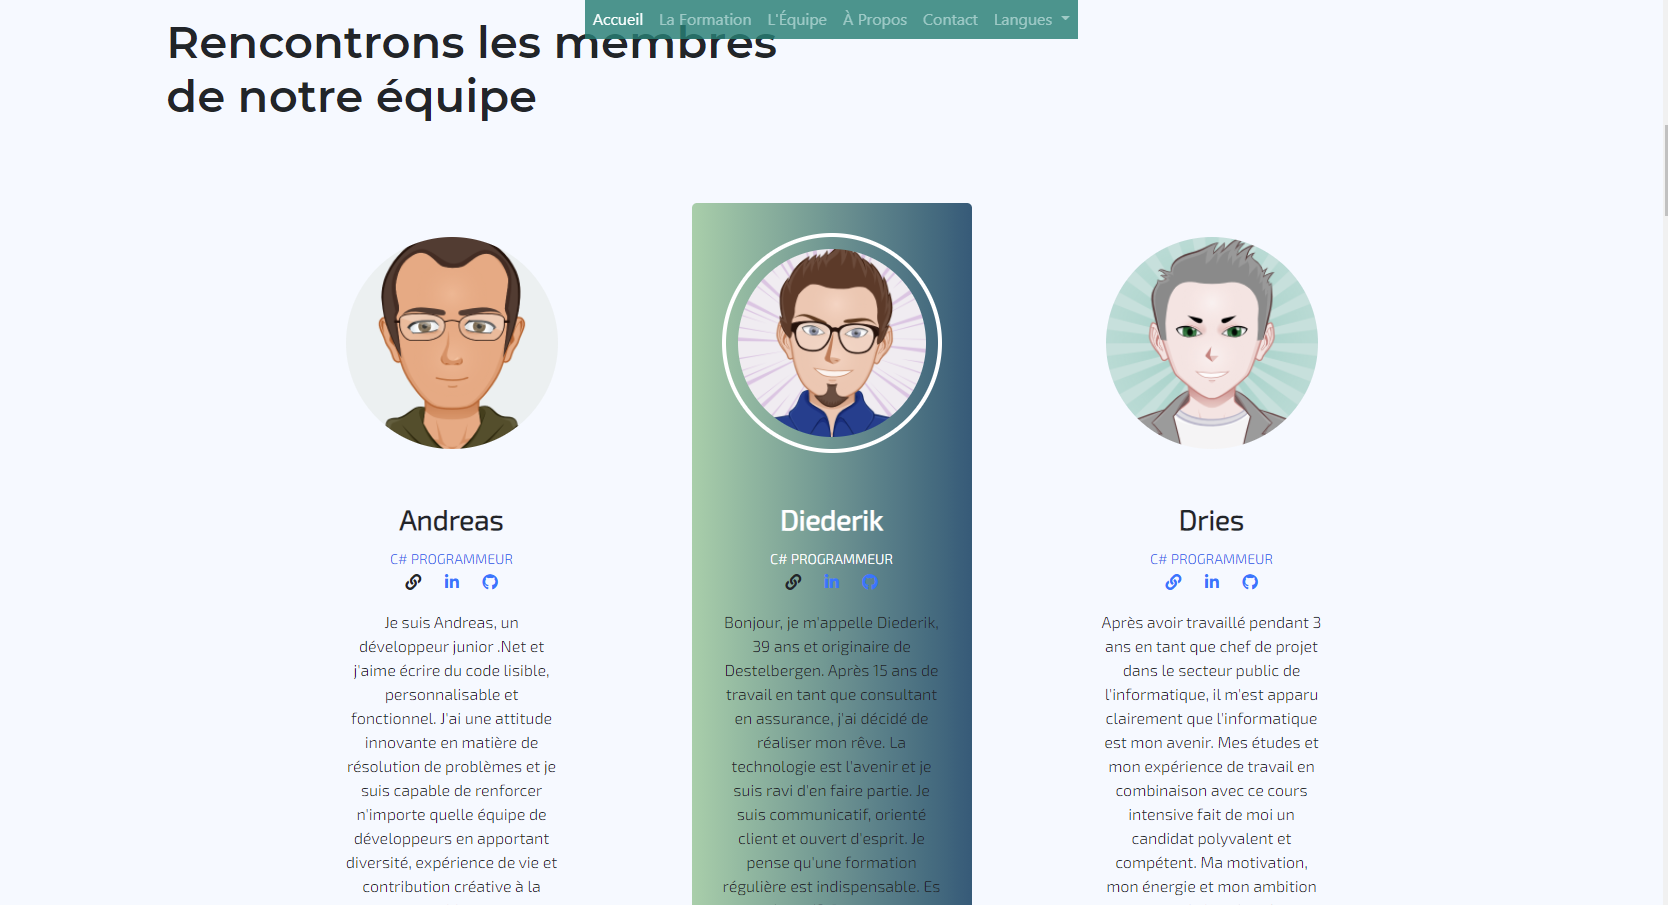 Accueil La Formation L'Équipe À Propos Contact Langues
Rencontrons les membres
de notre équipe
Andreas
C# PROGRAMMEUR
Je suis Andreas, un
développeur junior .Net et
j'aime écrire du code lisible,
personnalisable et
fonctionnel. J'ai une attitude
innovante en matière de
résolution de problèmes et je
suis capable de renforcer
n'importe quelle équipe de
développeurs en apportant
diversité, expérience de vie et
contribution créative à la
Diederik
C# PROGRAMMEUR
Bonjour, je m'appelle Diederik,
39 ans et originaire de
Destelbergen. Après 15 ans de
travail en tant que consultant
en assurance, j'ai décidé de
réaliser mon rêve. La
technologie est l'avenir et je
suis ravi d'en faire partie. Je
suis communicatif, orienté
client et ouvert d'esprit. Je
pense qu'une formation
régulière est indispensable. Es
Dries
C# PROGRAMMEUR
Après avoir travaillé pendant 3
ans en tant que chef de projet
dans le secteur public de
l'informatique, il m'est apparu
clairement que l'informatique
est mon avenir. Mes études et
mon expérience de travail en
combinaison avec ce cours
intensive fait de moi un
candidat polyvalent et
compétent. Ma motivation,
mon énergie et mon ambition